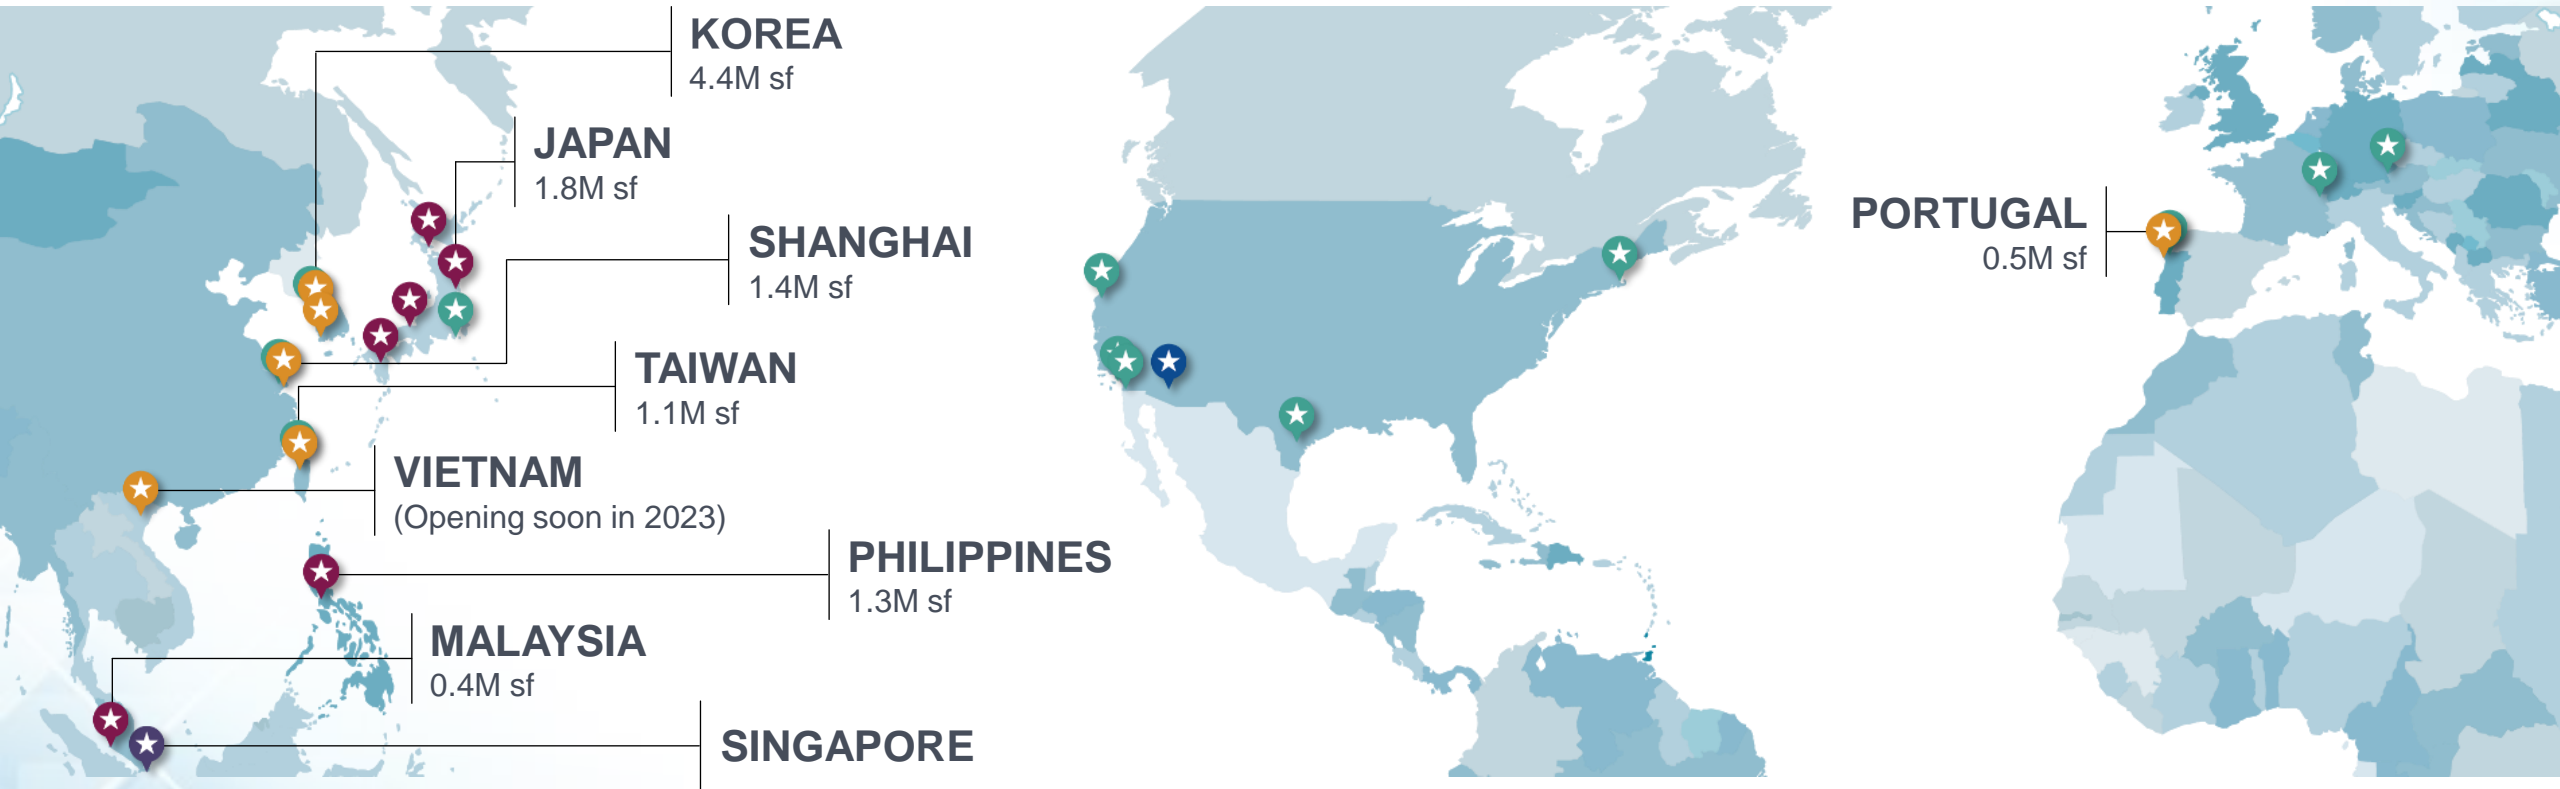 KOREA
4.4M sf
JAPAN
1.8M sf
SHANGHAI
1.4M sf
TAIWAN
1.1M sf
VIETNAM
(Opening soon in 2023)
PHILIPPINES
1.3M sf
MALAYSIA
0.4M sf
SINGAPORE
PORTUGAL
0.5M sf